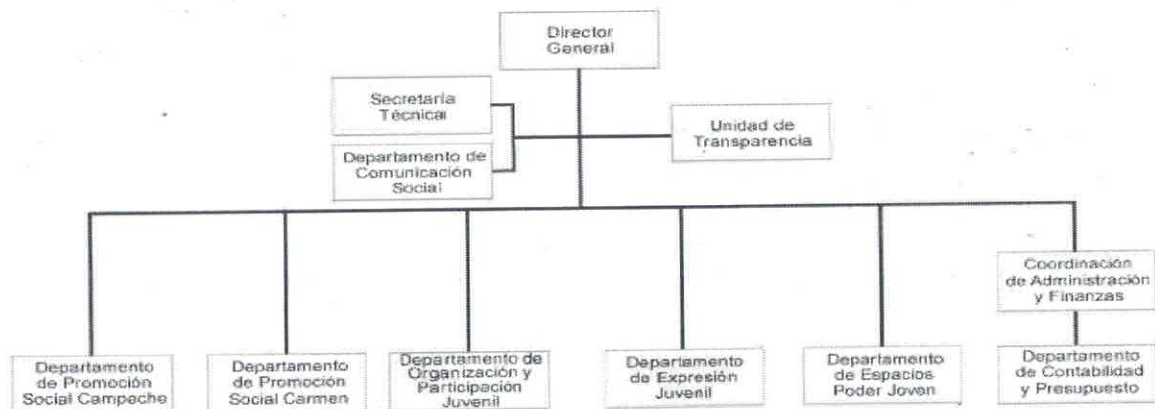 Director
General
Secretaría
Técnical
Unidad de
Transparencia
Departamento de
Comunicación
Social
Coordinación
de Administración
y Finanzas
Departamento
de Promoción
Social Campeche
Departamento
de Promoción
Social Carmen
Departamento de
Organización y
Participación
Juvenil
Departamento
de Expresión
Juvenil
Departamento
de Espacios
Poder Joven
Departamento
de Contabilidad
y Presupuesto